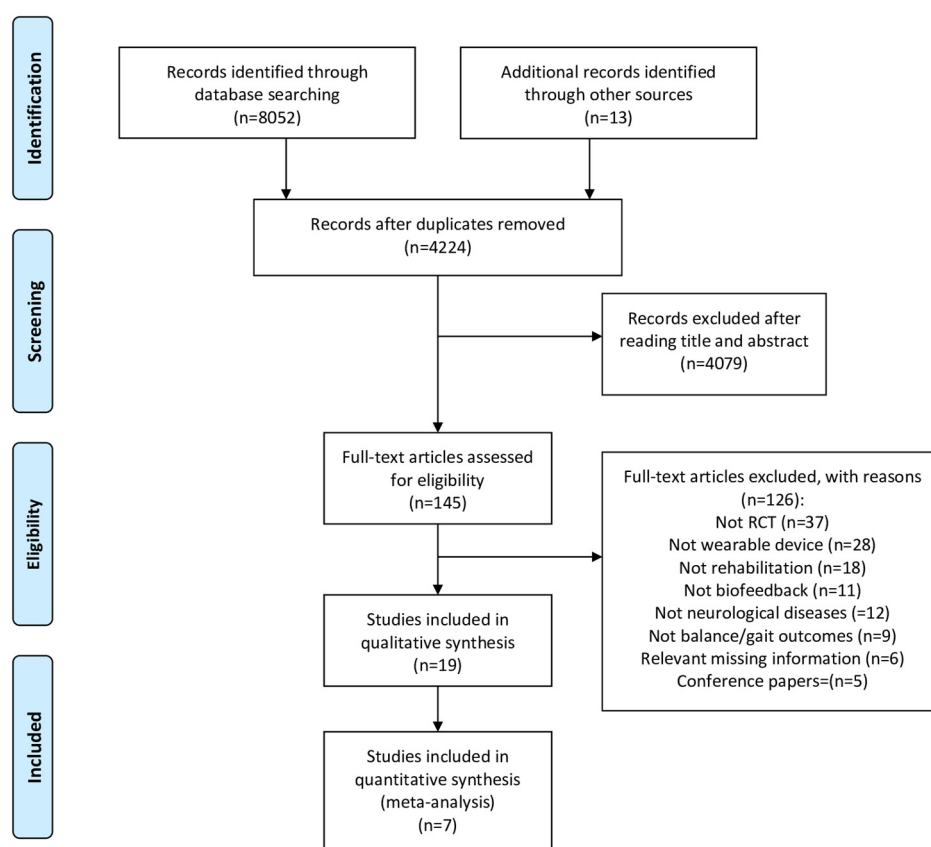 Identification
Records identified through
database searching
(n=8052)
Additional records identified
through other sources
(n=13)
Records after duplicates removed
(n=4224)
Screening
Records excluded after
reading title and abstract
(n=4079)
Eligibility
Full-text articles assessed
for eligibility
(n=145)
Full-text articles excluded, with reasons
(n=126):
Not RCT (n=37)
Not wearable device (n=28)
Not rehabilitation (n=18)
Not biofeedback (n=11)
Not neurological diseases (=12)
Not balance/gait outcomes (n=9)
Relevant missing information (n=6)
Conference papers=(n=5)
Studies included in
qualitative synthesis
(n=19)
Included
Studies included in
quantitative synthesis
(meta-analysis)
(n=7)